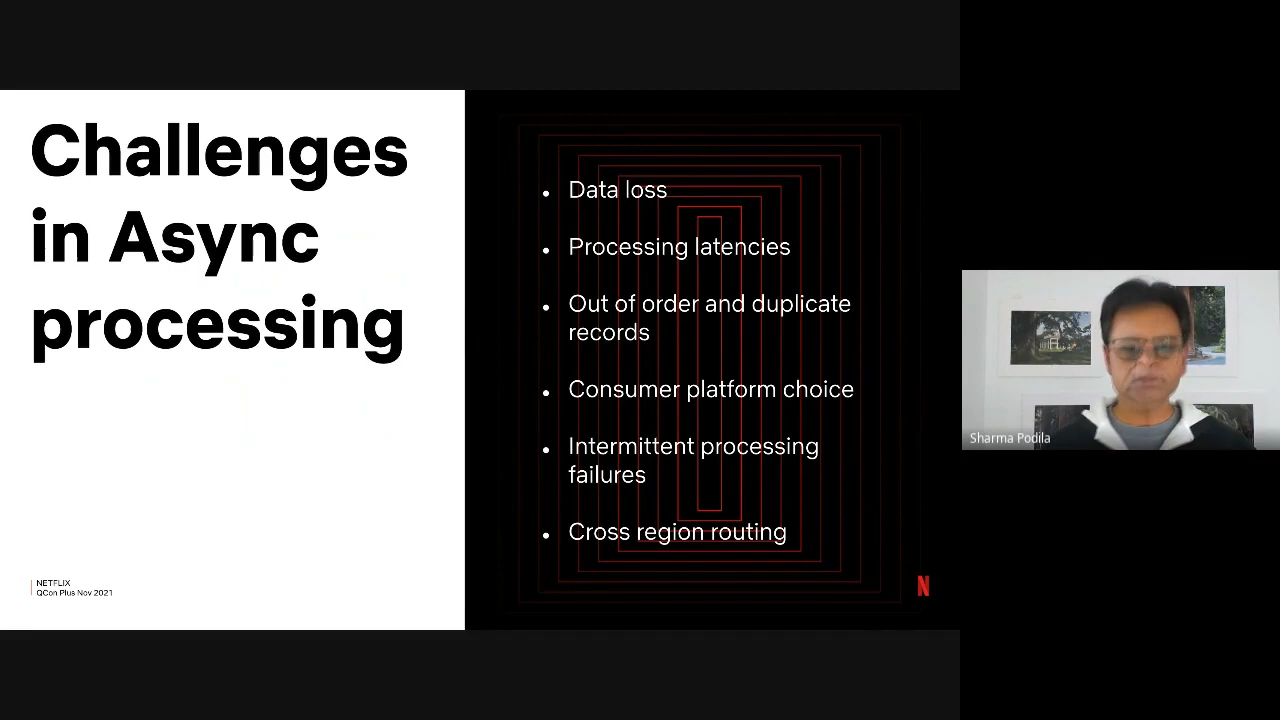 Challenges
in Async
processing
• Data loss
• Processing latencies
• Out of order and duplicate
records
• Consumer platform choice
• Intermittent processing
failures
• Cross region routing
NETFLIX
QCon Plus Nov 2021
N
Sharma Podila